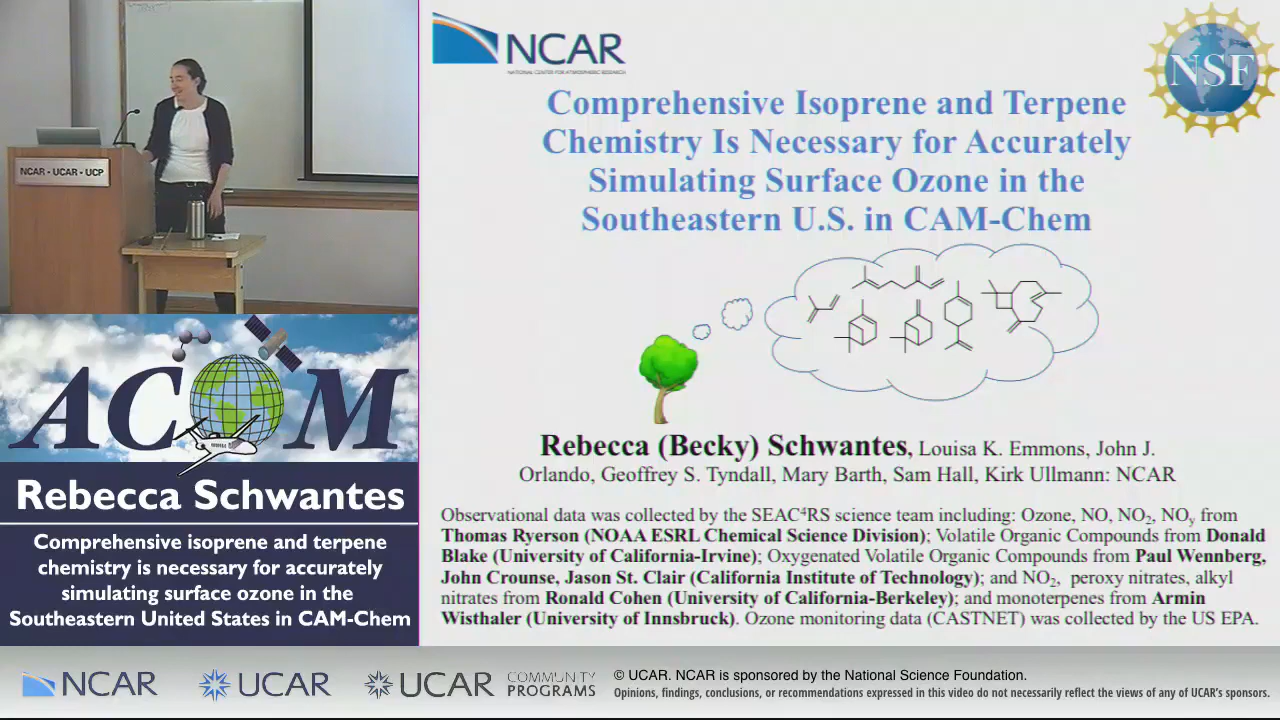 NCAR - UCAR - UCP
ACOM
Rebecca Schwantes
Comprehensive isoprene and terpene
chemistry is necessary for accurately
simulating surface ozone in the
Southeastern United States in CAM-Chem
NCAR
NATIONAL CENTER FOR ATMOSPHERIC RESEARCH
NSF
Comprehensive Isoprene and Terpene
Chemistry Is Necessary for Accurately
Simulating Surface Ozone in the
Southeastern U.S. in CAM-Chem
Rebecca (Becky) Schwantes, Louisa K. Emmons, John J.
Orlando, Geoffrey S. Tyndall, Mary Barth, Sam Hall, Kirk Ullmann: NCAR
Observational data was collected by the SEAC⁴RS science team including: Ozone, NO, NO₂, NOy from
Thomas Ryerson (NOAA ESRL Chemical Science Division); Volatile Organic Compounds from Donald
Blake (University of California-Irvine); Oxygenated Volatile Organic Compounds from Paul Wennberg,
John Crounse, Jason St. Clair (California Institute of Technology); and NO₂, peroxy nitrates, alkyl
nitrates from Ronald Cohen (University of California-Berkeley); and monoterpenes from Armin
Wisthaler (University of Innsbruck). Ozone monitoring data (CASTNET) was collected by the US EPA.
NCAR
UCAR
UCAR
COMMUNITY
PROGRAMS
© UCAR. NCAR is sponsored by the National Science Foundation.
Opinions, findings, conclusions, or recommendations expressed in this video do not necessarily reflect the views of any of UCAR's sponsors.